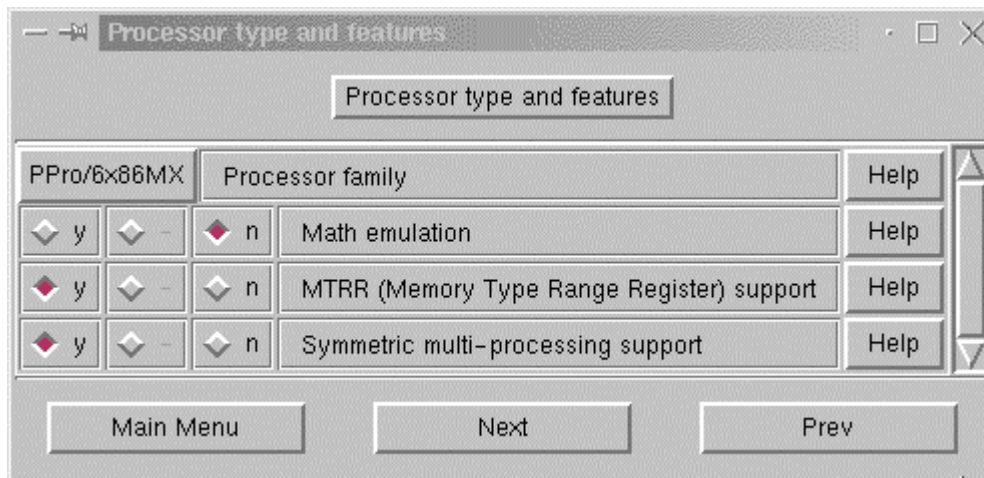 Processor type and features
Processor type and features
PPro/6x86MX Processor family Help
y - n Math emulation Help
y - n MTRR (Memory Type Range Register) support Help
y - n Symmetric multi-processing support Help
Main Menu Next Prev